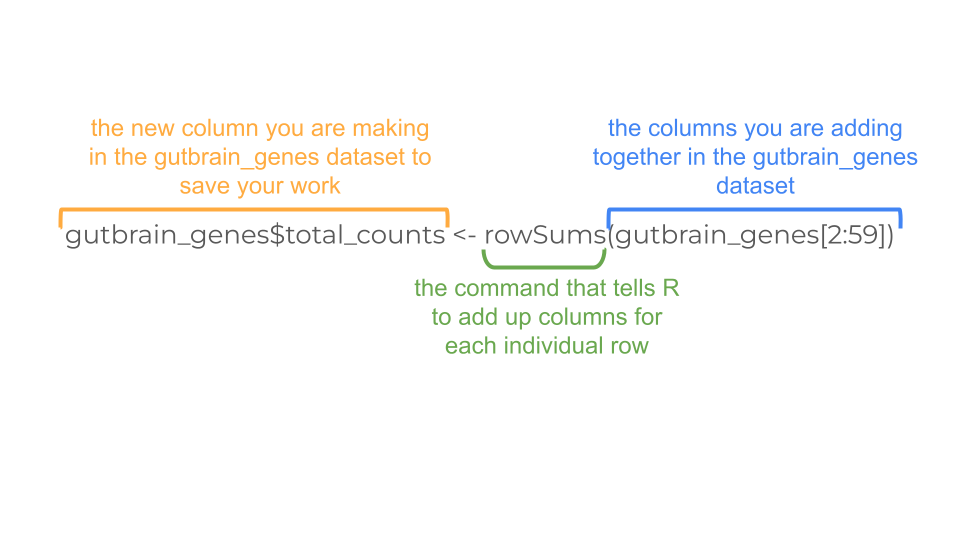 the new column you are making
in the gutbrain_genes dataset to
save your work
the columns you are adding
together in the gutbrain_genes
dataset
gutbrain_genes$total_counts <- rowSums(gutbrain_genes[2:59])
the command that tells R
to add up columns for
each individual row